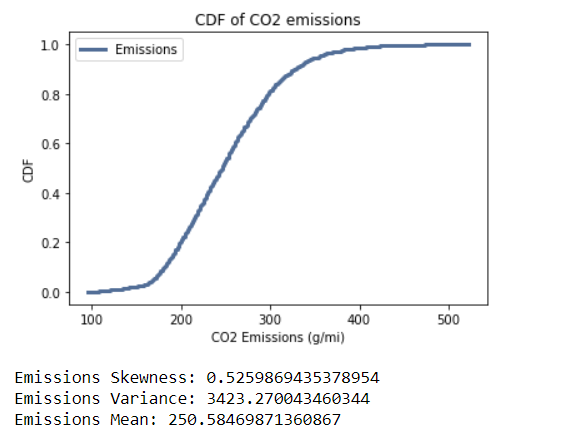 CDF of CO2 emissions
Emissions
1.0
0.8
0.6
0.4
0.2
0.0
CDF
100 200 300 400 500
CO2 Emissions (g/mi)
Emissions Skewness: 0.5259869435378954
Emissions Variance: 3423.270043460344
Emissions Mean: 250.58469871360867